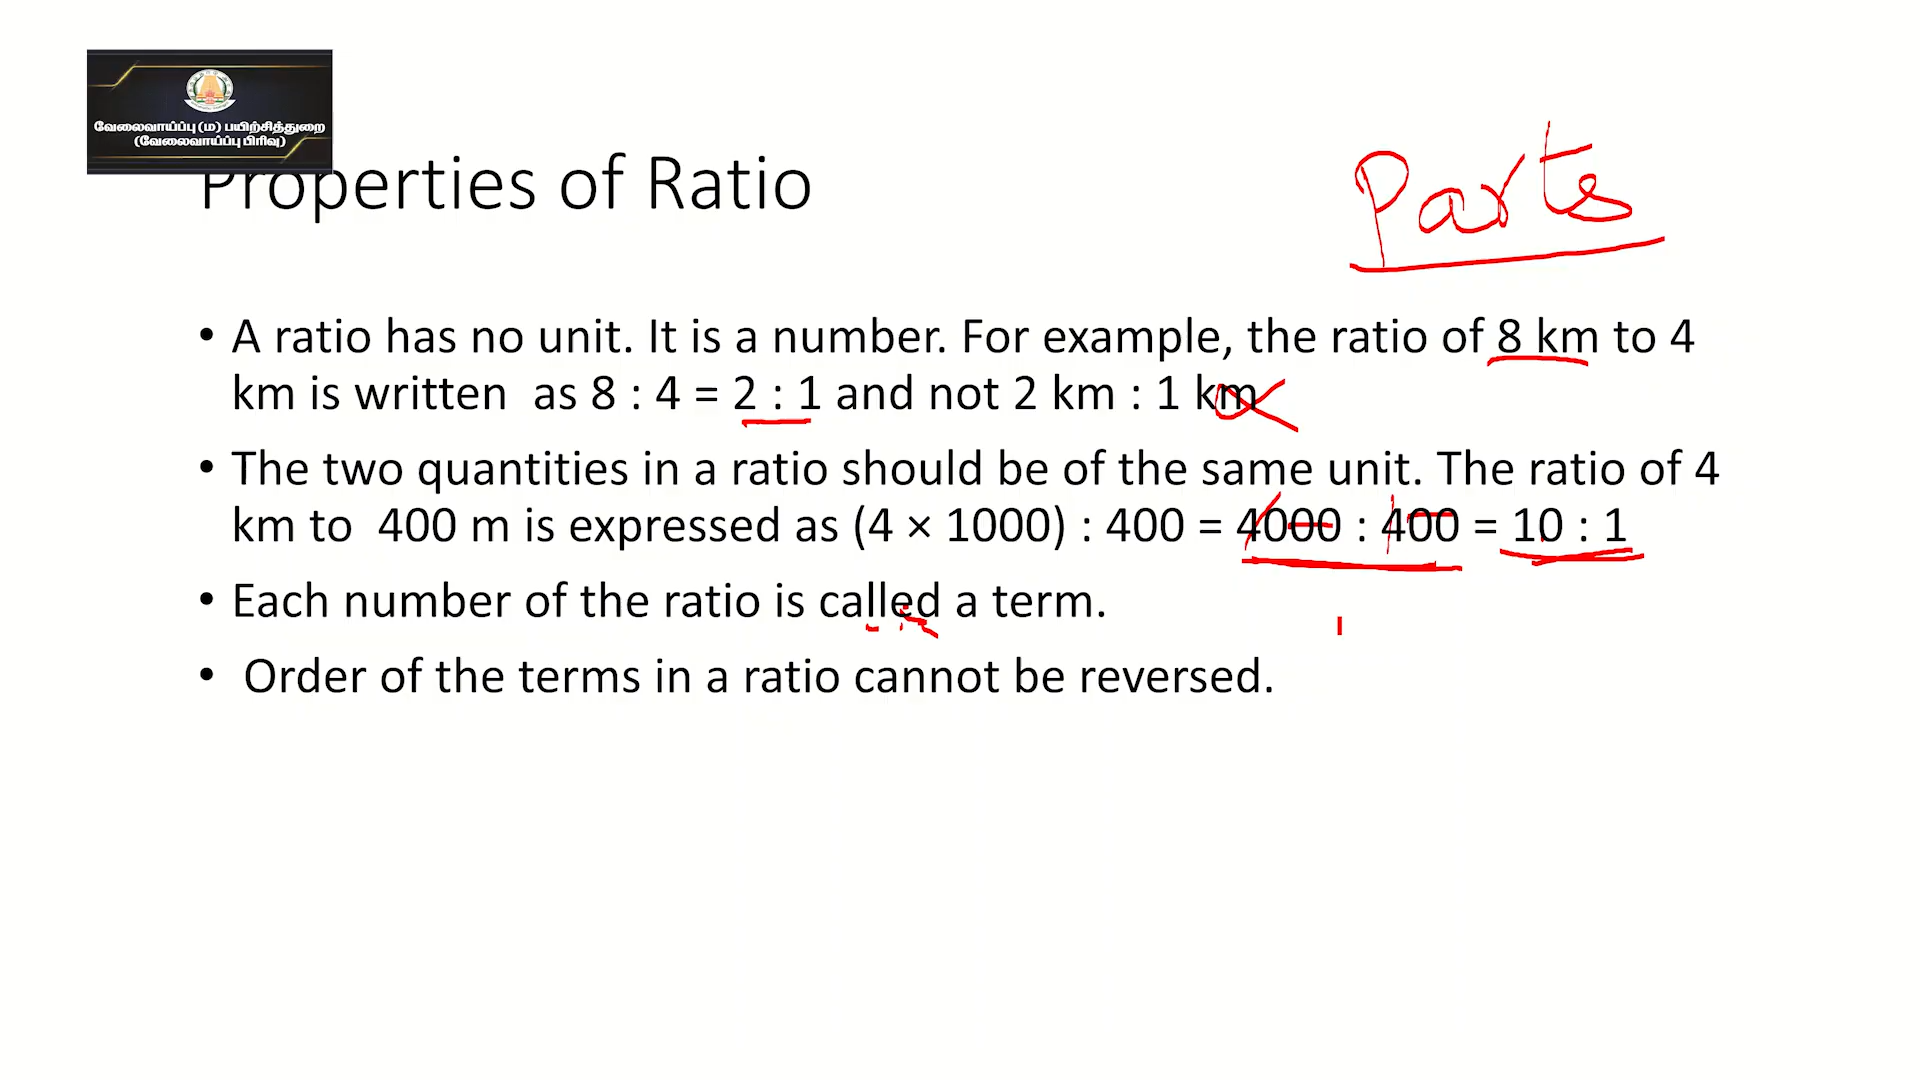 வேலைவாய்ப்பு (ம) பயிற்சித்துறை
(வேலைவாய்ப்பு பிரிவு)
Properties of Ratio
Parts
• A ratio has no unit. It is a number. For example, the ratio of 8 km to 4
km is written as 8 : 4 = 2 : 1 and not 2 km : 1 km
• The two quantities in a ratio should be of the same unit. The ratio of 4
km to 400 m is expressed as (4 × 1000) : 400 = 4000 : 400 = 10 : 1
• Each number of the ratio is called a term.
• Order of the terms in a ratio cannot be reversed.